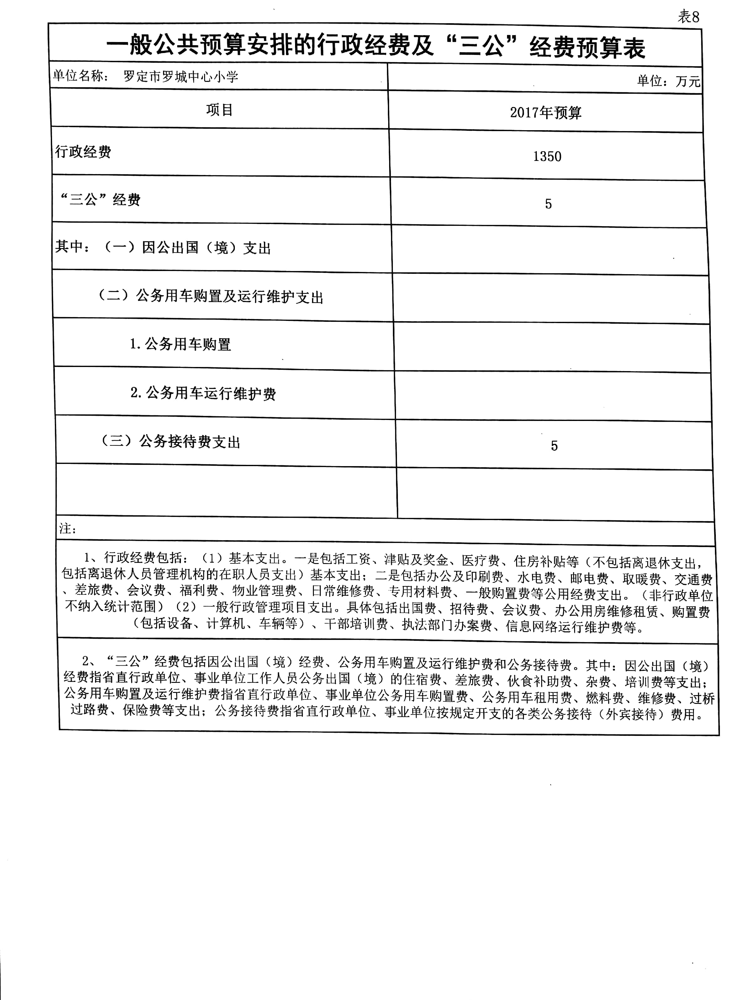 表8
一般公共预算安排的行政经费及“三公”经费预算表
单位名称： 罗定市罗城中心小学
单位：万元
项目
2017年预算
行政经费
1350
“三公”经费
5
其中：（一）因公出国（境）支出
（二）公务用车购置及运行维护支出
1.公务用车购置
2.公务用车运行维护费
（三）公务接待费支出
5
注：
1、行政经费包括：（1）基本支出。一是包括工资、津贴及奖金、医疗费、住房补贴等（不包括离退休支出，
包括离退休人员管理机构的在职人员支出）基本支出；二是包括办公及印刷费、水电费、邮电费、取暖费、交通费
、差旅费、会议费、福利费、物业管理费、日常维修费、专用材料费、一般购置费等公用经费支出。（非行政单位
不纳入统计范围）（2）一般行政管理项目支出。具体包括出国费、招待费、会议费、办公用房维修租赁、购置费
（包括设备、计算机、车辆等）、干部培训费、执法部门办案费、信息网络运行维护费等。
2、“三公”经费包括因公出国（境）经费、公务用车购置及运行维护费和公务接待费。其中：因公出国（境）
经费指省直行政单位、事业单位工作人员公务出国（境）的住宿费、差旅费、伙食补助费、杂费、培训费等支出；
公务用车购置及运行维护费指省直行政单位、事业单位公务用车购置费、公务用车租用费、燃料费、维修费、过桥
过路费、保险费等支出；公务接待费指省直行政单位、事业单位按规定开支的各类公务接待（外宾接待）费用。